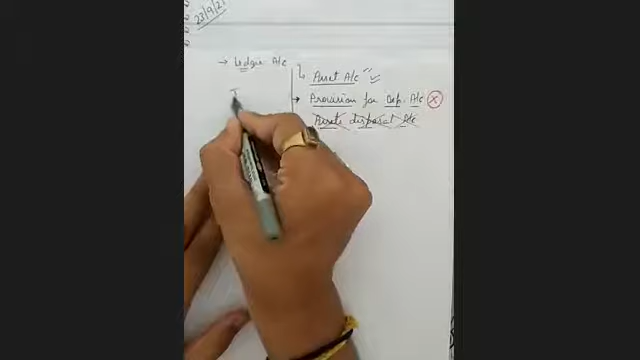 23/9/21
→ Ledger A/c
Asset A/c "
→ Provision for Dep. A/c X
Assets disposal A/c